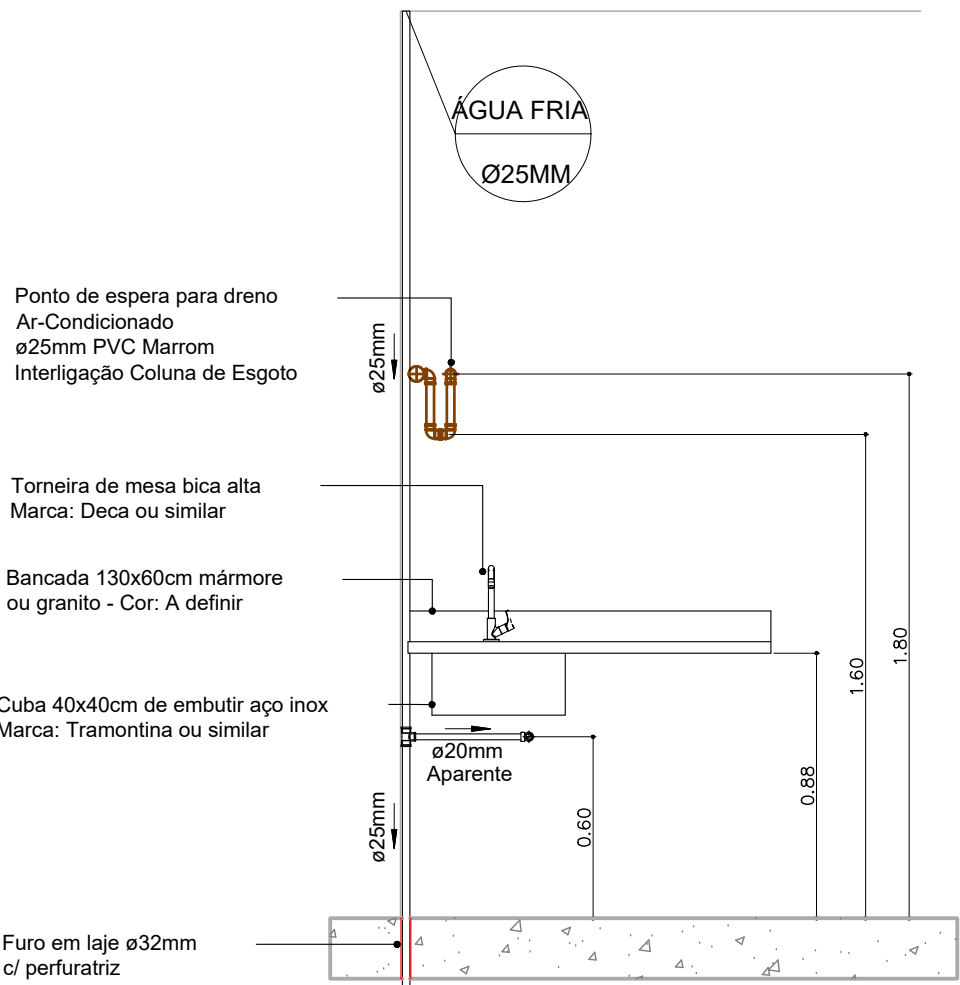 ÁGUA FRIA
Ø25MM
Ponto de espera para dreno
Ar-Condicionado
ø25mm PVC Marrom
Interligação Coluna de Esgoto
ø25mm
Torneira de mesa bica alta
Marca: Deca ou similar
Bancada 130x60cm mármore
ou granito - Cor: A definir
Cuba 40x40cm de embutir aço inox
Marca: Tramontina ou similar
ø20mm
Aparente
ø25mm
0.60
0.88
1.60
1.80
Furo em laje ø32mm
c/ perfuratriz